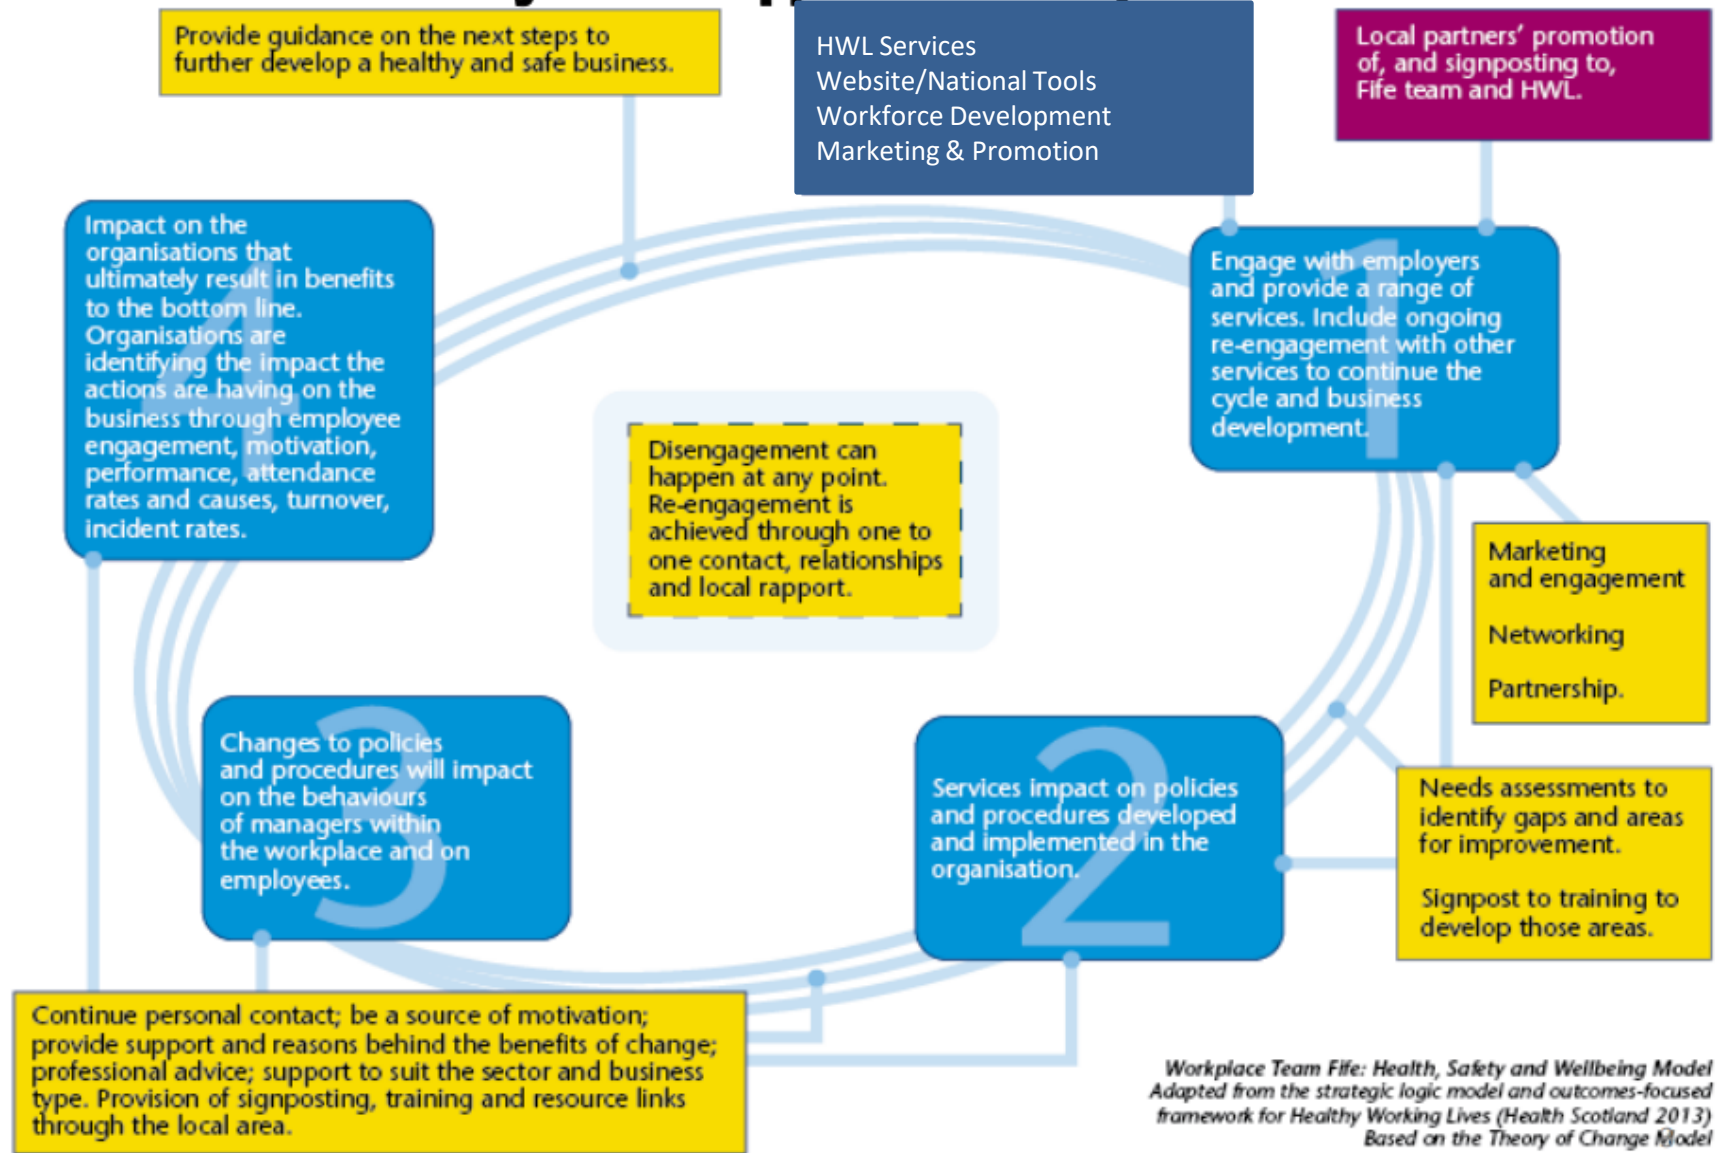 Provide guidance on the next steps to
further develop a healthy and safe business.
HWL Services
Website/National Tools
Workforce Development
Marketing & Promotion
Local partners' promotion
of, and signposting to,
Fife team and HWL.
4
Impact on the
organisations that
ultimately result in benefits
to the bottom line.
Organisations are
identifying the impact the
actions are having on the
business through employee
engagement, motivation,
performance, attendance
rates and causes, turnover,
incident rates.
1
Engage with employers
and provide a range of
services. Include ongoing
re-engagement with other
services to continue the
cycle and business
development.
Disengagement can
happen at any point.
Re-engagement is
achieved through one to
one contact, relationships
and local rapport.
Marketing
and engagement
Networking
Partnership.
3
Changes to policies
and procedures will impact
on the behaviours
of managers within
the workplace and on
employees.
2
Services impact on policies
and procedures developed
and implemented in the
organisation.
Needs assessments to
identify gaps and areas
for improvement.
Signpost to training to
develop those areas.
Continue personal contact; be a source of motivation;
provide support and reasons behind the benefits of change;
professional advice; support to suit the sector and business
type. Provision of signposting, training and resource links
through the local area.
Workplace Team Fife: Health, Safety and Wellbeing Model
Adapted from the strategic logic model and outcomes-focused
framework for Healthy Working Lives (Health Scotland 2013)
Based on the Theory of Change Model